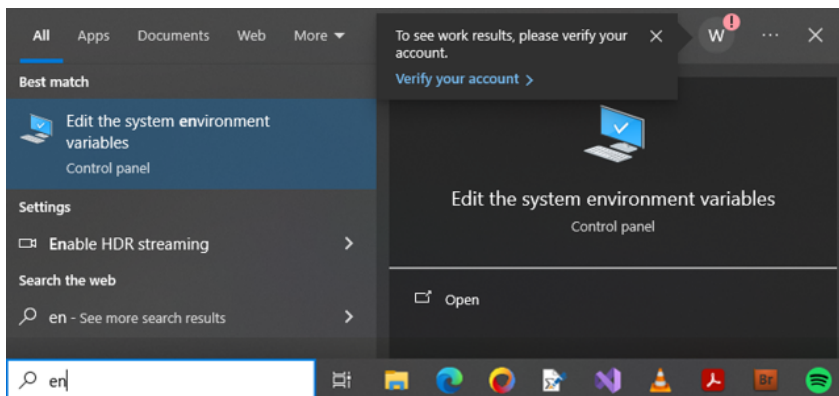 All Apps Documents Web More
To see work results, please verify your
account.
Verify your account >
W !
Best match
Edit the system environment
variables
Control panel
Settings
Enable HDR streaming
Search the web
en - See more search results
Edit the system environment variables
Control panel
Open
en
Br